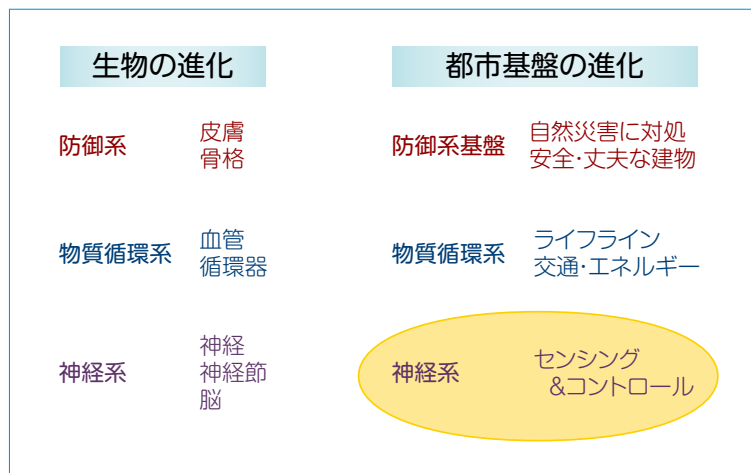 生物の進化
防御系
皮膚
骨格
物質循環系
血管
循環器
神経系
神経
神経節
脳
都市基盤の進化
防御系基盤
自然災害に対処
安全・丈夫な建物
物質循環系
ライフライン
交通・エネルギー
神経系
センシング
&コントロール